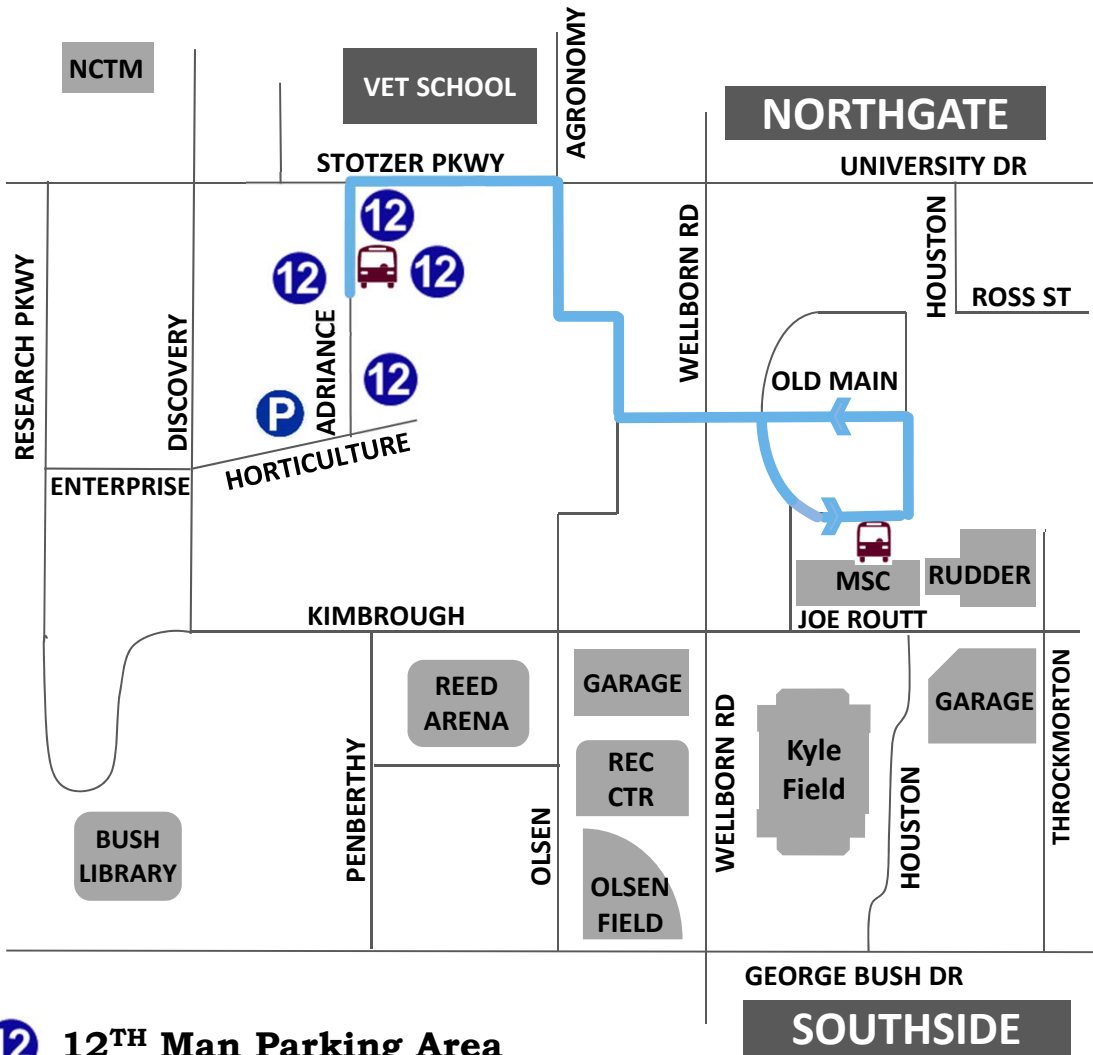 NCTM
VET SCHOOL
AGRONOMY
NORTHGATE
STOTZER PKWY
UNIVERSITY DR
12
12
12
12
P
RESEARCH PKWY
DISCOVERY
ADRIANCE
WELLBORN RD
HOUSTON
ROSS ST
OLD MAIN
HORTICULTURE
ENTERPRISE
MSC
RUDDER
KIMBROUGH
JOE ROUTT
REED
ARENA
GARAGE
GARAGE
REC
CTR
Kyle
Field
PENBERTHY
OLSEN
WELLBORN RD
HOUSTON
THROCKMORTON
BUSH
LIBRARY
OLSEN
FIELD
GEORGE BUSH DR
SOUTHSIDE
12 12TH Man Parking Area